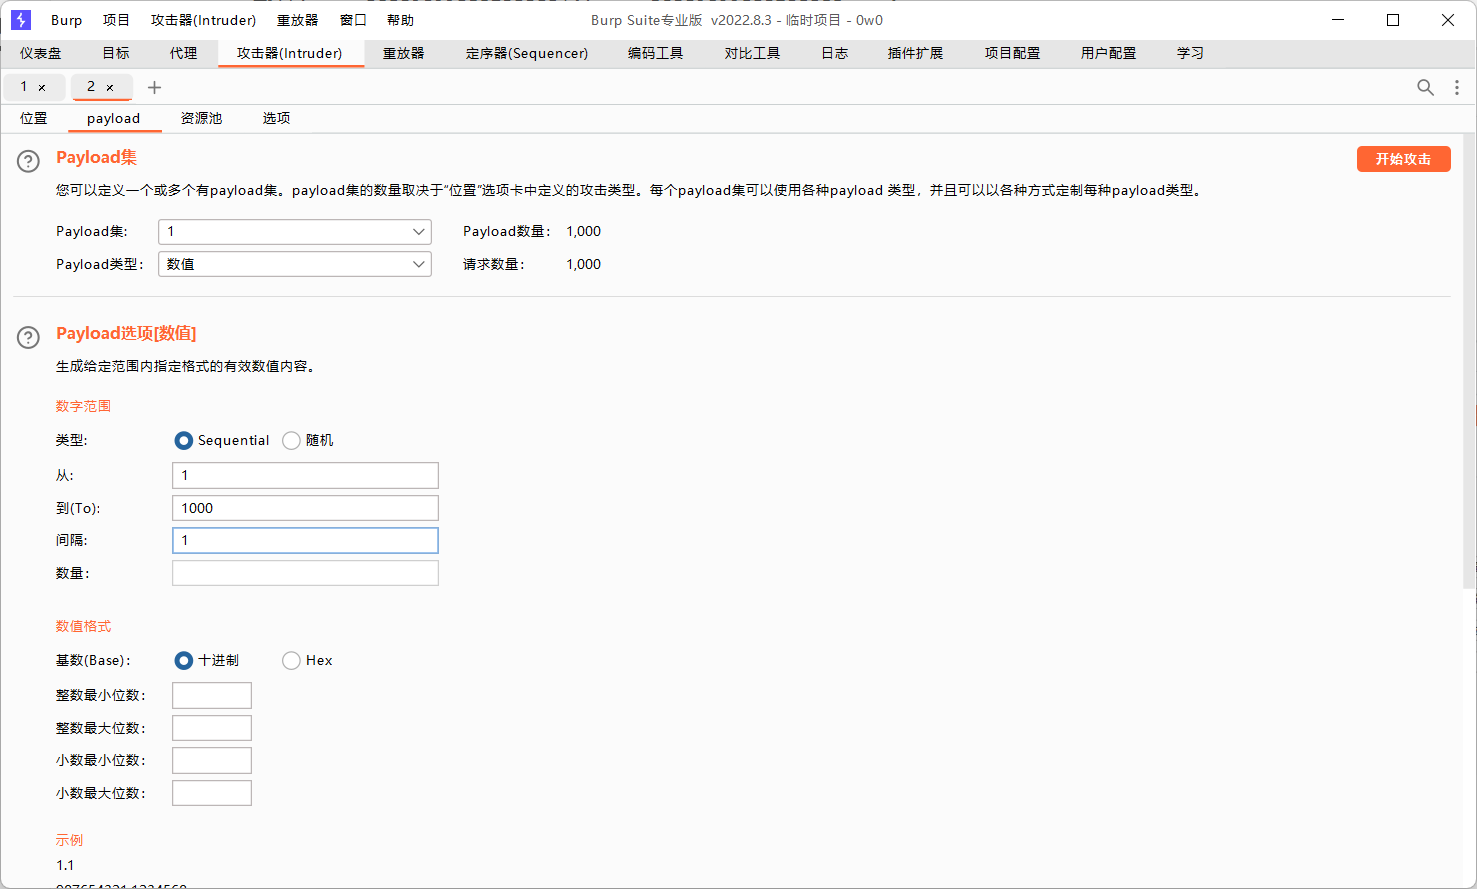 Burp 项目 攻击器(Intruder) 重放器 窗口 帮助 Burp Suite专业版 v2022.8.3 - 临时项目 - 0w0
仪表盘 目标 代理 攻击器(Intruder) 重放器 定序器(Sequencer) 编码工具 对比工具 日志 插件扩展 项目配置 用户配置 学习
1 × 2 × +
位置 payload 资源池 选项
? Payload集 开始攻击
您可以定义一个或多个有payload集。payload集的数量取决于“位置”选项卡中定义的攻击类型。每个payload集可以使用各种payload 类型，并且可以以各种方式定制每种payload类型。
Payload集: 1 Payload数量： 1,000
Payload类型： 数值 请求数量： 1,000
? Payload选项[数值]
生成给定范围内指定格式的有效数值内容。
数字范围
类型: Sequential 随机
从: 1
到(To): 1000
间隔: 1
数量：
数值格式
基数(Base)： 十进制 Hex
整数最小位数：
整数最大位数：
小数最小位数：
小数最大位数：
示例
1.1
987654321.1234568